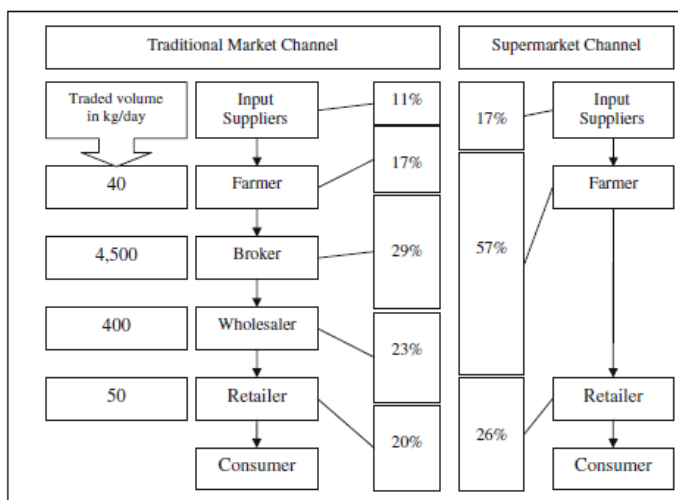 Traditional Market Channel
Supermarket Channel
Traded volume
in kg/day
Input
Suppliers
11%
17%
Input
Suppliers
40
Farmer
17%
Farmer
4,500
Broker
29%
57%
400
Wholesaler
23%
50
Retailer
20%
26%
Retailer
Consumer
Consumer